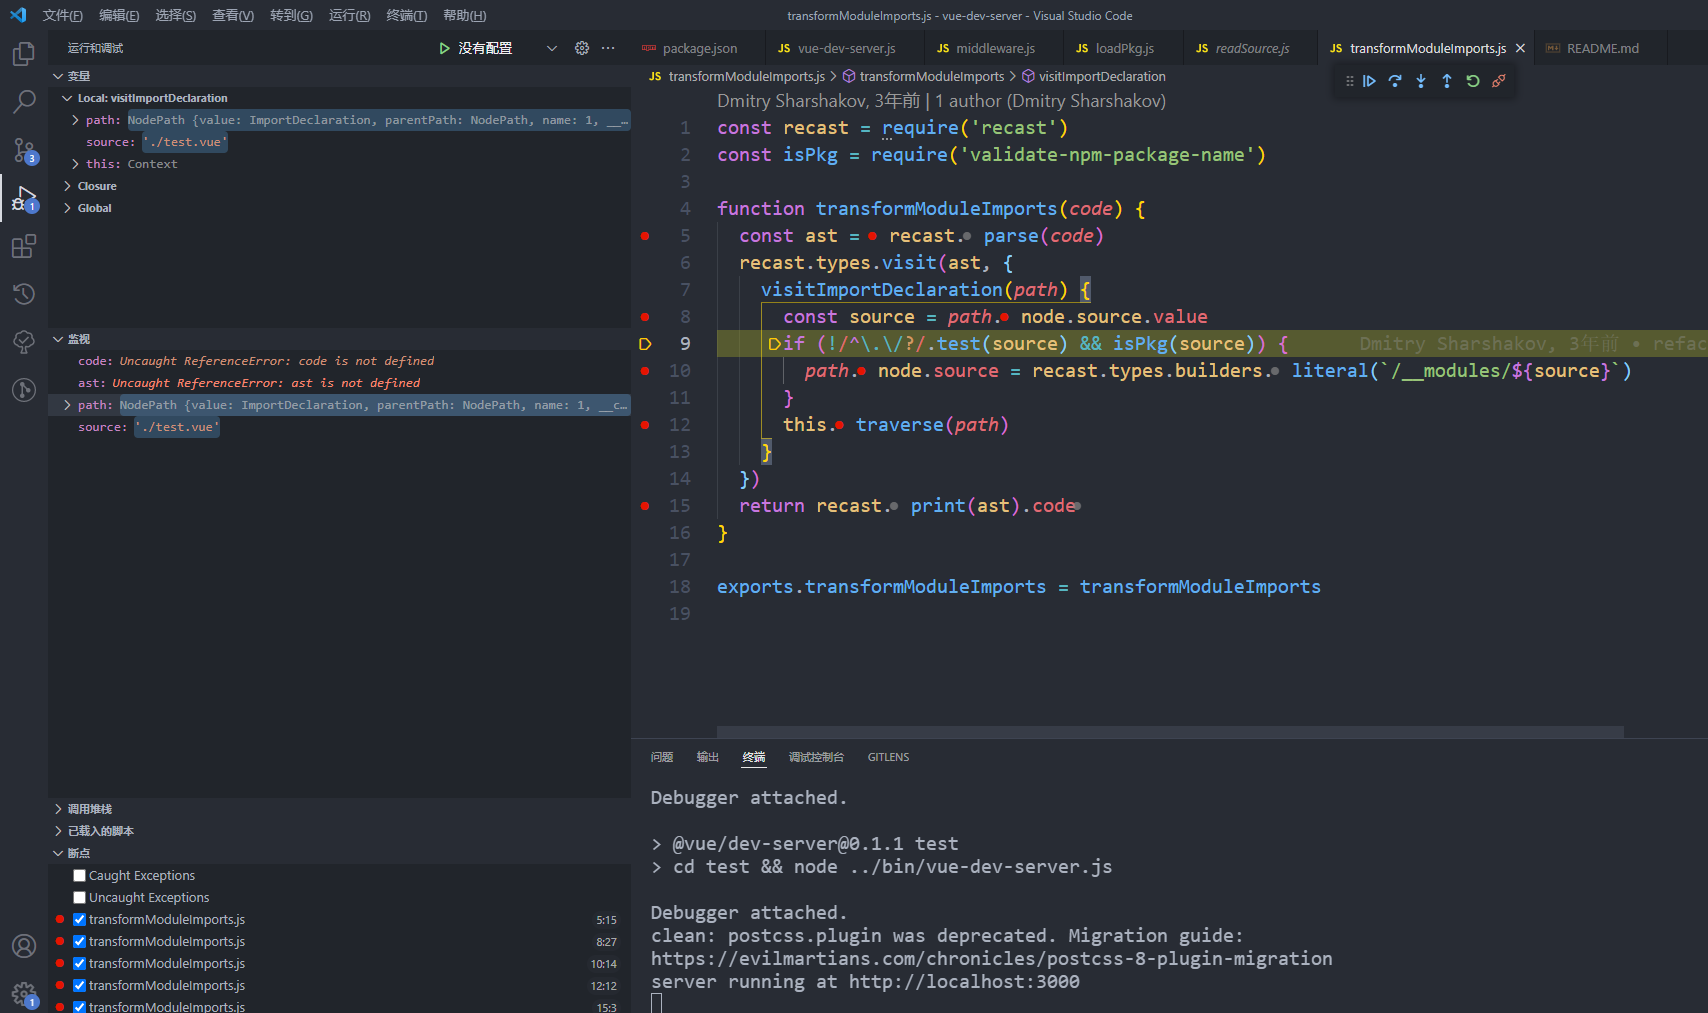 文件(F) 编辑(E) 选择(S) 查看(V) 转到(G) 运行(R) 终端(T) 帮助(H)
transformModuleImports.js - vue-dev-server - Visual Studio Code
运行和调试
没有配置
package.json
JS vue-dev-server.js
JS middleware.js
JS loadPkg.js
JS readSource.js
JS transformModuleImports.js
README.md
变量
Local: visitImportDeclaration
path: NodePath {value: ImportDeclaration, parentPath: NodePath, name: 1, __…
source: './test.vue'
this: Context
Closure
Global
监视
code: Uncaught ReferenceError: code is not defined
ast: Uncaught ReferenceError: ast is not defined
path: NodePath {value: ImportDeclaration, parentPath: NodePath, name: 1, __c…
source: './test.vue'
调用堆栈
已载入的脚本
断点
Caught Exceptions
Uncaught Exceptions
transformModuleImports.js 5:15
transformModuleImports.js 8:27
transformModuleImports.js 10:14
transformModuleImports.js 12:12
transformModuleImports.js 15:3
3
1
1
JS transformModuleImports.js > transformModuleImports > visitImportDeclaration
Dmitry Sharshakov, 3年前 | 1 author (Dmitry Sharshakov)
1 const recast = require('recast')
2 const isPkg = require('validate-npm-package-name')
3
4 function transformModuleImports(code) {
5 const ast = recast. parse(code)
6 recast.types.visit(ast, {
7 visitImportDeclaration(path) {
8 const source = path. node.source.value
9 if (!/^\.\/?/.test(source) && isPkg(source)) { Dmitry Sharshakov, 3年前 • refac
10 path. node.source = recast.types.builders. literal(`/__modules/${source}`)
11 }
12 this. traverse(path)
13 }
14 })
15 return recast. print(ast).code
16 }
17
18 exports.transformModuleImports = transformModuleImports
19
问题 输出 终端 调试控制台 GITLENS
Debugger attached.
> @vue/dev-server@0.1.1 test
> cd test && node ../bin/vue-dev-server.js
Debugger attached.
clean: postcss.plugin was deprecated. Migration guide:
https://evilmartians.com/chronicles/postcss-8-plugin-migration
server running at http://localhost:3000